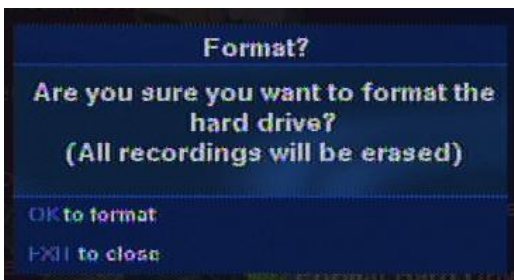 Format?
Are you sure you want to format the
hard drive?
(All recordings will be erased)
OK to format
EXIT to close